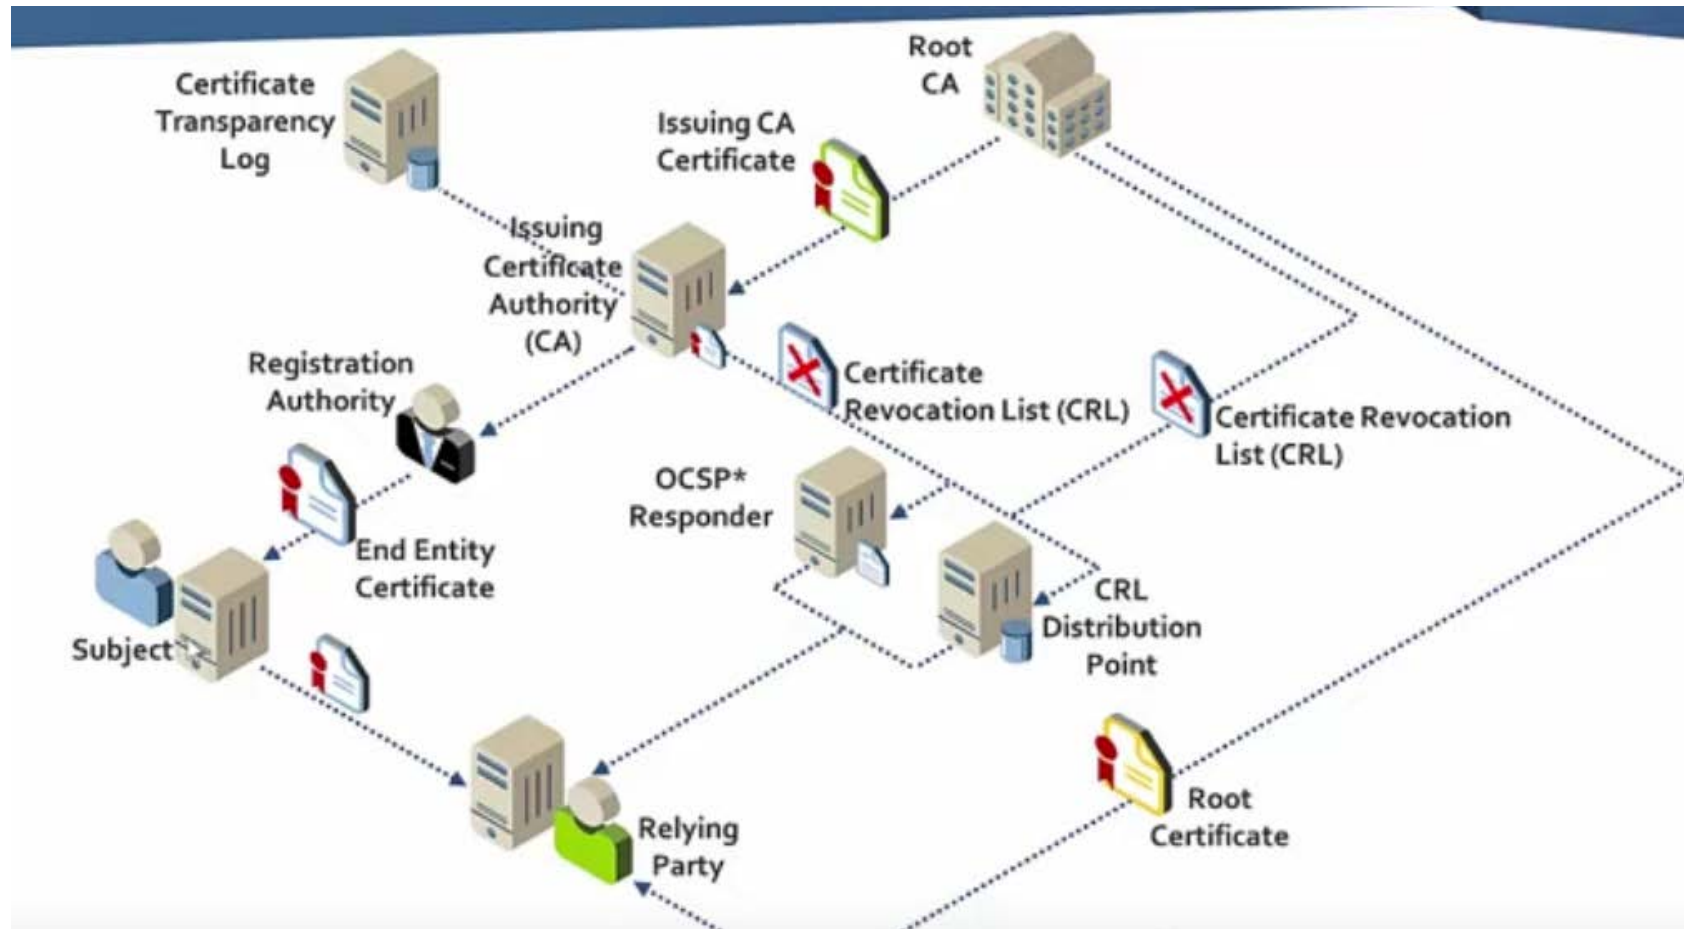 Root
CA
Certificate
Transparency
Log
Issuing CA
Certificate
Issuing
Certificate
Authority
(CA)
Registration
Authority
Certificate
Revocation List (CRL)
Certificate Revocation
List (CRL)
OCSP*
Responder
End Entity
Certificate
CRL
Distribution
Point
Subject
Root
Certificate
Relying
Party